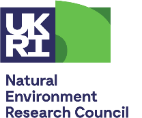 UK
RI
Natural
Environment
Research Council